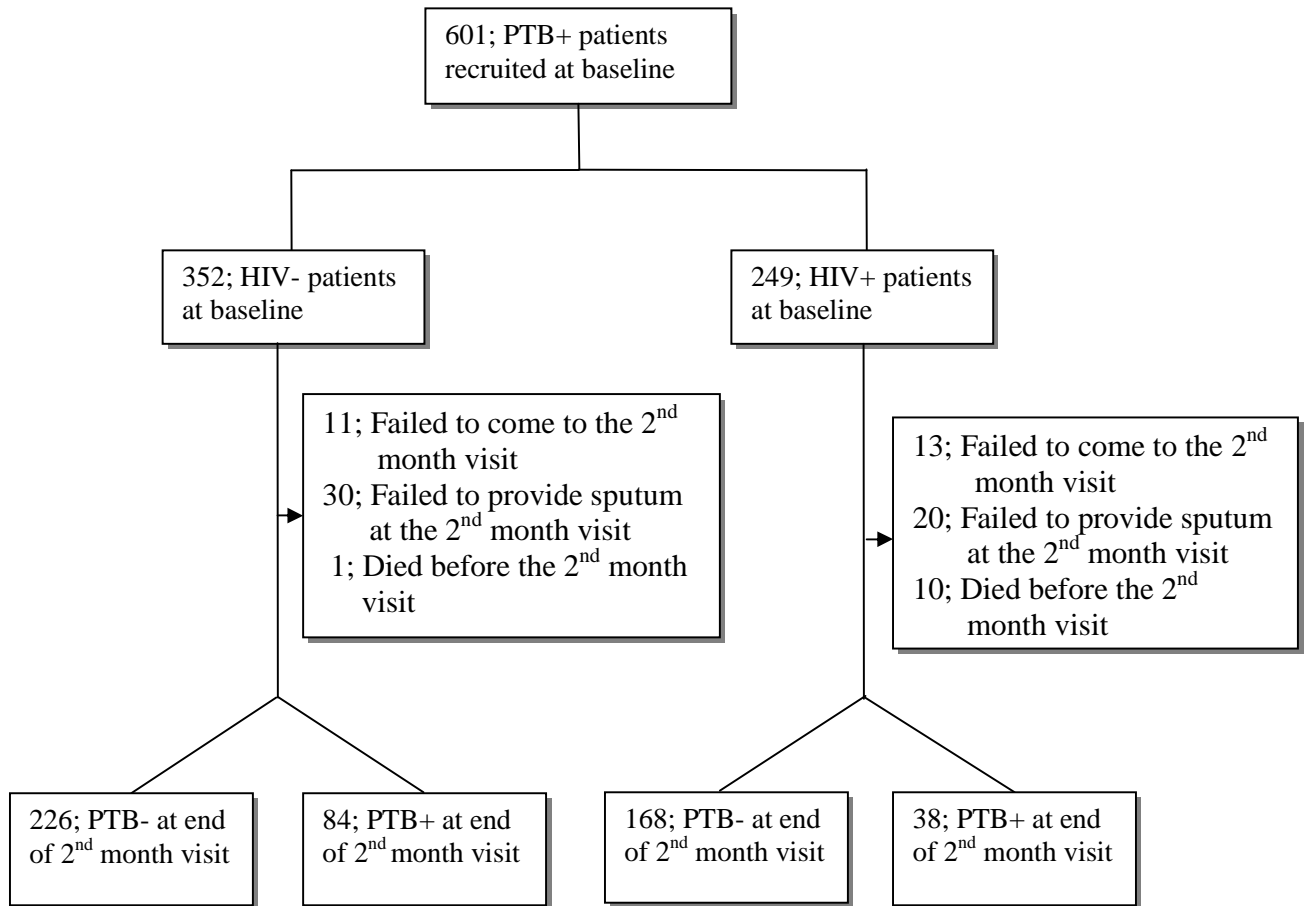 601; PTB+ patients
recruited at baseline
352; HIV- patients
at baseline
249; HIV+ patients
at baseline
11; Failed to come to the 2nd
month visit
30; Failed to provide sputum
at the 2nd month visit
1; Died before the 2nd month
visit
13; Failed to come to the 2nd
month visit
20; Failed to provide sputum
at the 2nd month visit
10; Died before the 2nd
month visit
226; PTB- at end
of 2nd month visit
84; PTB+ at end
of 2nd month visit
168; PTB- at end
of 2nd month visit
38; PTB+ at end
of 2nd month visit